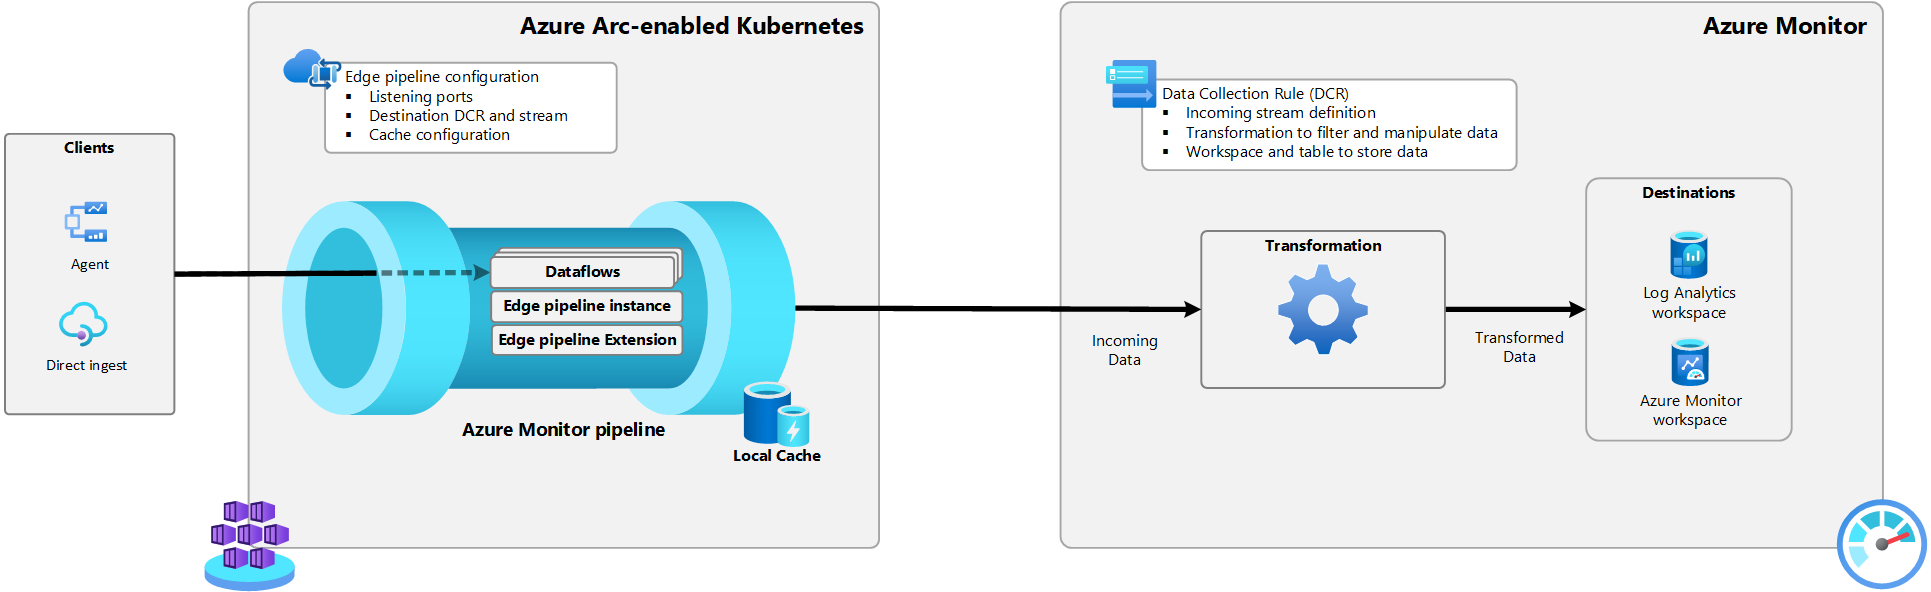 Clients
Agent
Direct ingest
Azure Arc-enabled Kubernetes
Edge pipeline configuration
▪ Listening ports
▪ Destination DCR and stream
▪ Cache configuration
Dataflows
Edge pipeline instance
Edge pipeline Extension
Azure Monitor pipeline
Local Cache
Azure Monitor
Data Collection Rule (DCR)
▪ Incoming stream definition
▪ Transformation to filter and manipulate data
▪ Workspace and table to store data
Incoming
Data
Transformation
Transformed
Data
Destinations
Log Analytics
workspace
Azure Monitor
workspace